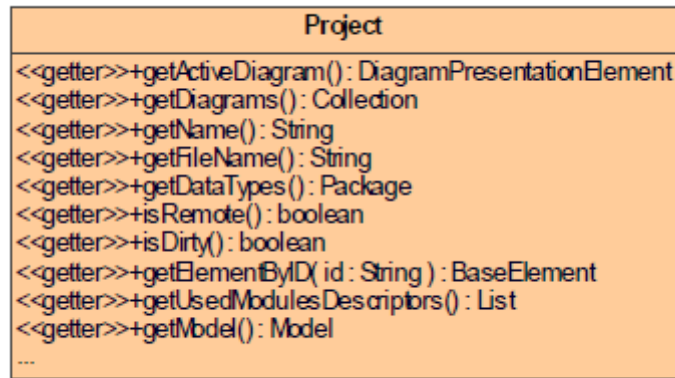 Project
<<getter>>+getActiveDiagram() : DiagramPresentationElement
<<getter>>+getDiagrams() : Collection
<<getter>>+getName() : String
<<getter>>+getFileName() : String
<<getter>>+getDataTypes() : Package
<<getter>>+isRemote() : boolean
<<getter>>+isDirty() : boolean
<<getter>>+getElementByID( id : String ) : BaseElement
<<getter>>+getUsedModulesDescriptors() : List
<<getter>>+getModel() : Model
...